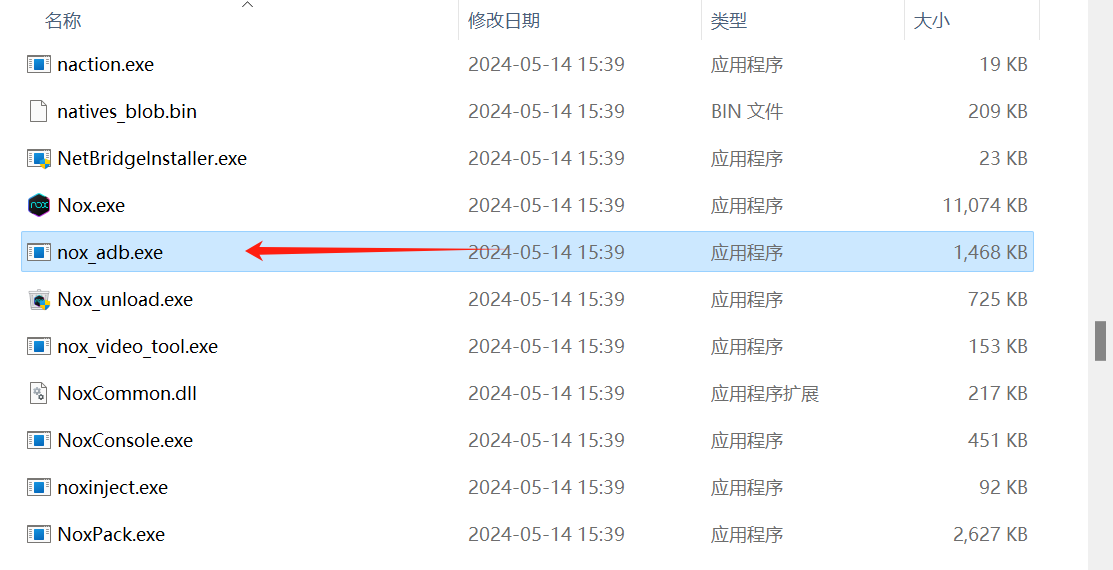 名称 修改日期 类型 大小
naction.exe 2024-05-14 15:39 应用程序 19 KB
natives_blob.bin 2024-05-14 15:39 BIN 文件 209 KB
NetBridgeInstaller.exe 2024-05-14 15:39 应用程序 23 KB
Nox.exe 2024-05-14 15:39 应用程序 11,074 KB
nox_adb.exe 2024-05-14 15:39 应用程序 1,468 KB
Nox_unload.exe 2024-05-14 15:39 应用程序 725 KB
nox_video_tool.exe 2024-05-14 15:39 应用程序 153 KB
NoxCommon.dll 2024-05-14 15:39 应用程序扩展 217 KB
NoxConsole.exe 2024-05-14 15:39 应用程序 451 KB
noxinject.exe 2024-05-14 15:39 应用程序 92 KB
NoxPack.exe 2024-05-14 15:39 应用程序 2,627 KB